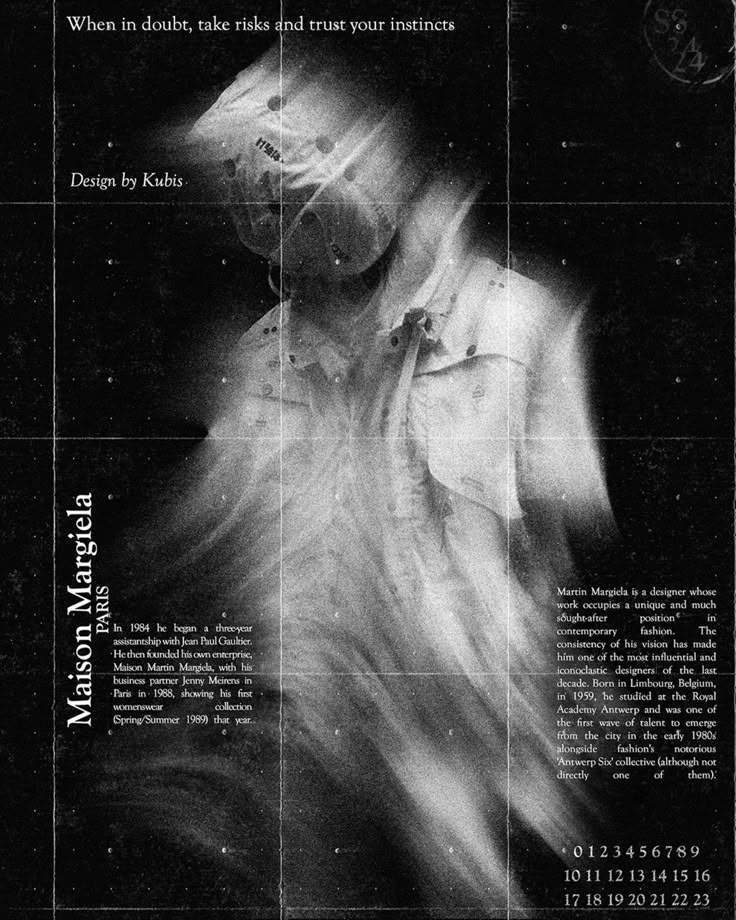 When in doubt, take risks and trust your instincts
SS
24
Design by Kubis
Maison Margiela
PARIS
In 1984 he began a three-year
assistantship with Jean Paul Gaultier.
He then founded his own enterprise,
Maison Martin Margiela, with his
business partner Jenny Meirens in
Paris in 1988, showing his first
womenswear collection
(Spring/Summer 1989) that year.
Martin Margiela is a designer whose
work occupies a unique and much
sought-after position in
contemporary fashion. The
consistency of his vision has made
him one of the most influential and
iconoclastic designers of the last
decade. Born in Limbourg, Belgium,
in 1959, he studied at the Royal
Academy Antwerp and was one of
the first wave of talent to emerge
from the city in the early 1980s
alongside fashion's notorious
'Antwerp Six' collective (although not
directly one of them).'
0 1 2 3 4 5 6 7 8 9
10 11 12 13 14 15 16
17 18 19 20 21 22 23